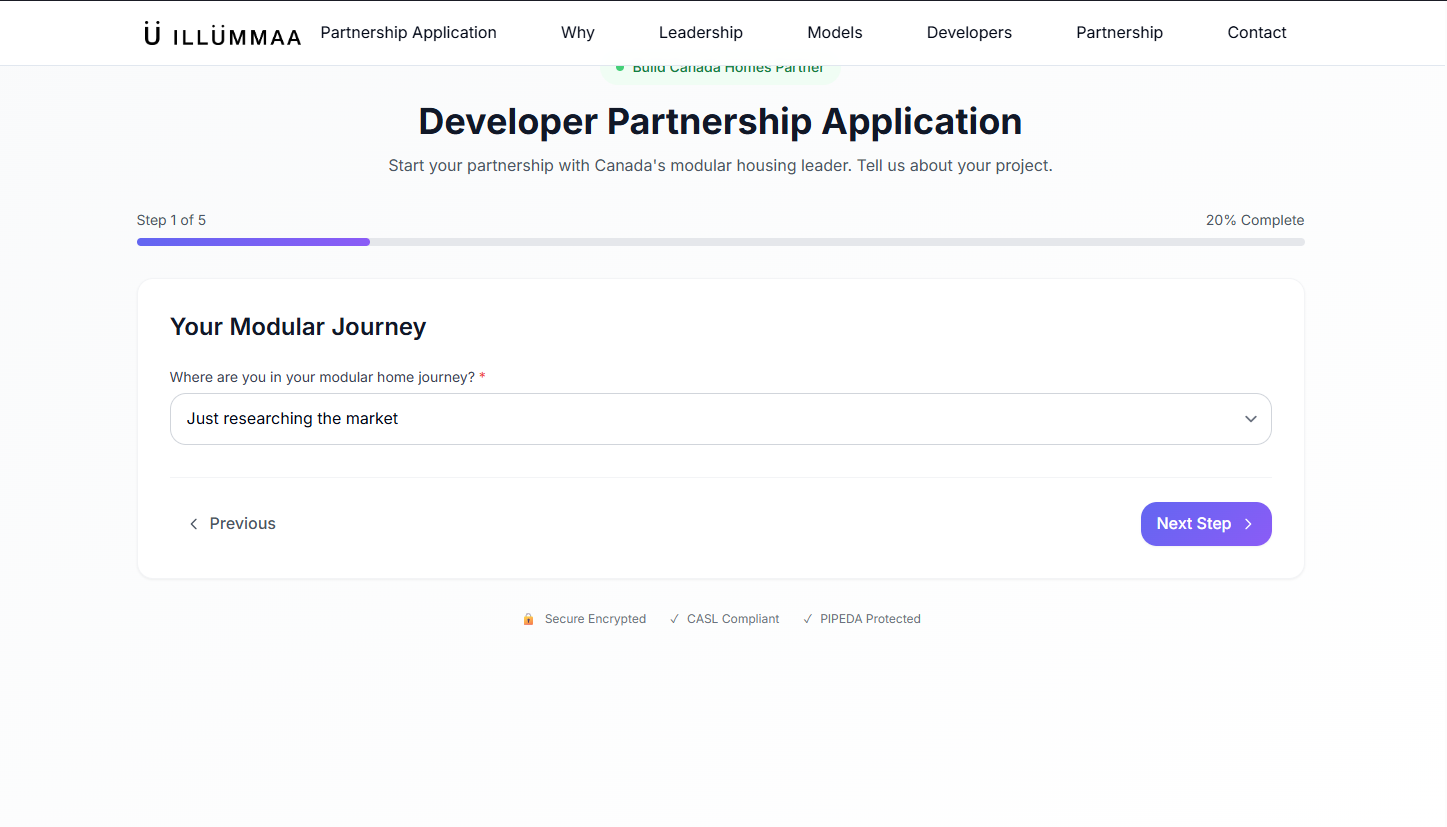 Ü ILLÜMMAA
Partnership Application
Why
Leadership
Models
Developers
Partnership
Contact
Build Canada Homes Partner
Developer Partnership Application
Start your partnership with Canada's modular housing leader. Tell us about your project.
Step 1 of 5
20% Complete
Your Modular Journey
Where are you in your modular home journey? *
Just researching the market
Previous
Next Step
Secure Encrypted
✓ CASL Compliant
✓ PIPEDA Protected